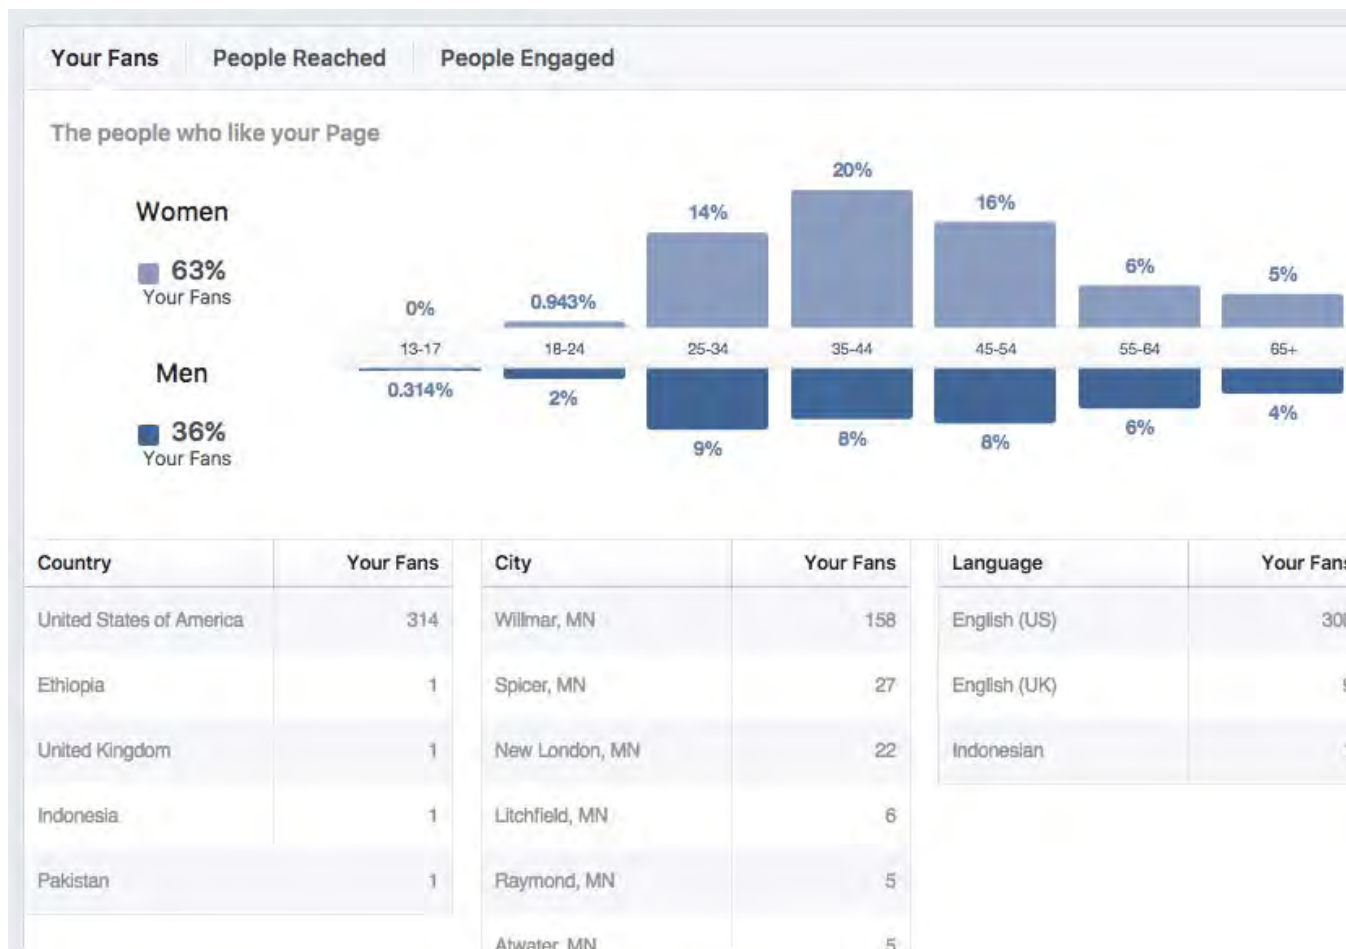 Your Fans People Reached People Engaged
The people who like your Page
Women
63%
Your Fans
0% 0.943% 14% 20% 16% 6% 5%
13-17 18-24 25-34 35-44 45-54 55-64 65+
Men
36%
Your Fans
0.314% 2% 9% 8% 8% 6% 4%
Country Your Fans City Your Fans Language Your Fans
United States of America 314 Willmar, MN 158 English (US)
Ethiopia 1 Spicer, MN 27 English (UK)
United Kingdom 1 New London, MN 22 Indonesian
Indonesia 1 Litchfield, MN 6
Pakistan 1 Raymond, MN 5
Atwater, MN 5